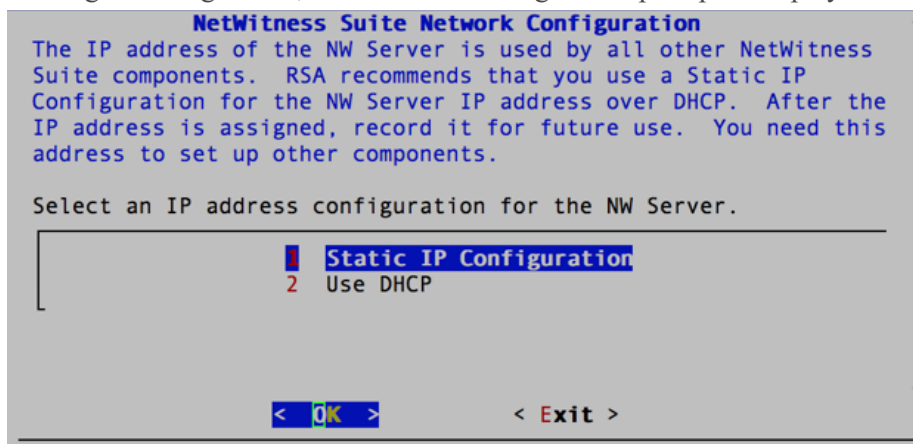 NetWitness Suite Network Configuration
The IP address of the NW Server is used by all other NetWitness
Suite components.  RSA recommends that you use a Static IP
Configuration for the NW Server IP address over DHCP.  After the
IP address is assigned, record it for future use.  You need this
address to set up other components.
Select an IP address configuration for the NW Server.
1 Static IP Configuration
2 Use DHCP
< OK > < Exit >